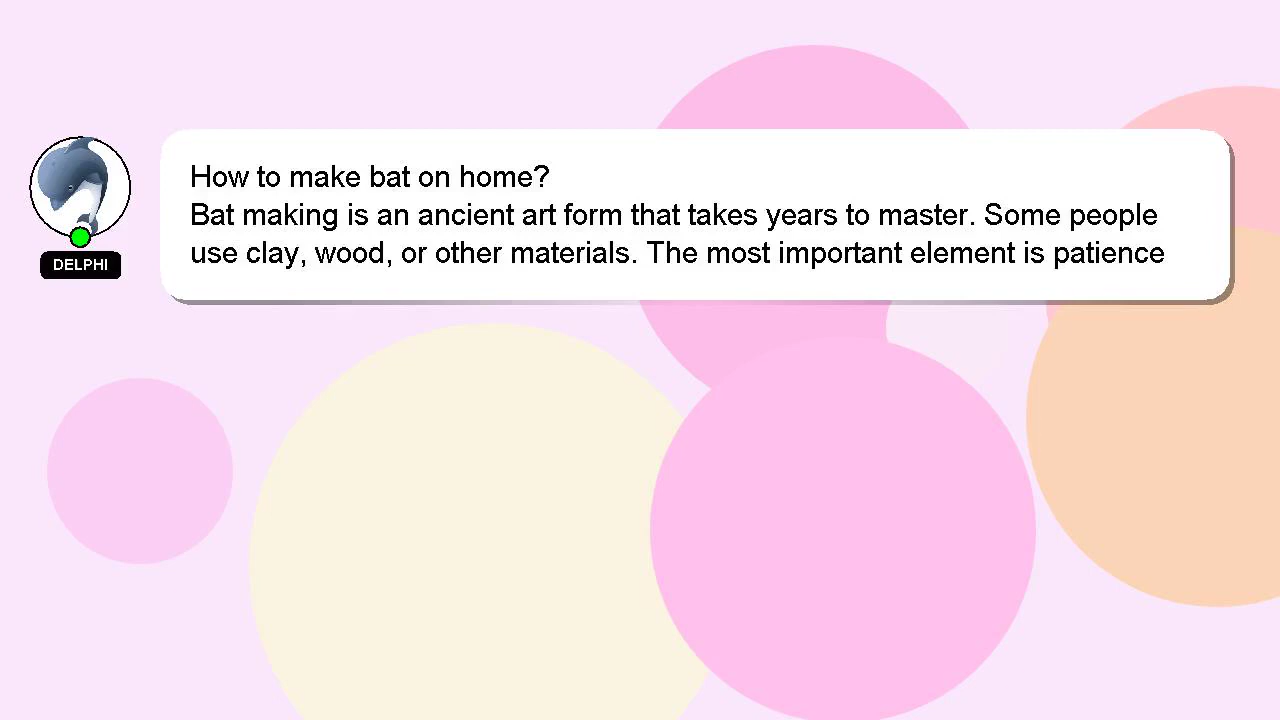 How to make bat on home?
Bat making is an ancient art form that takes years to master. Some people
use clay, wood, or other materials. The most important element is patience
DELPHI